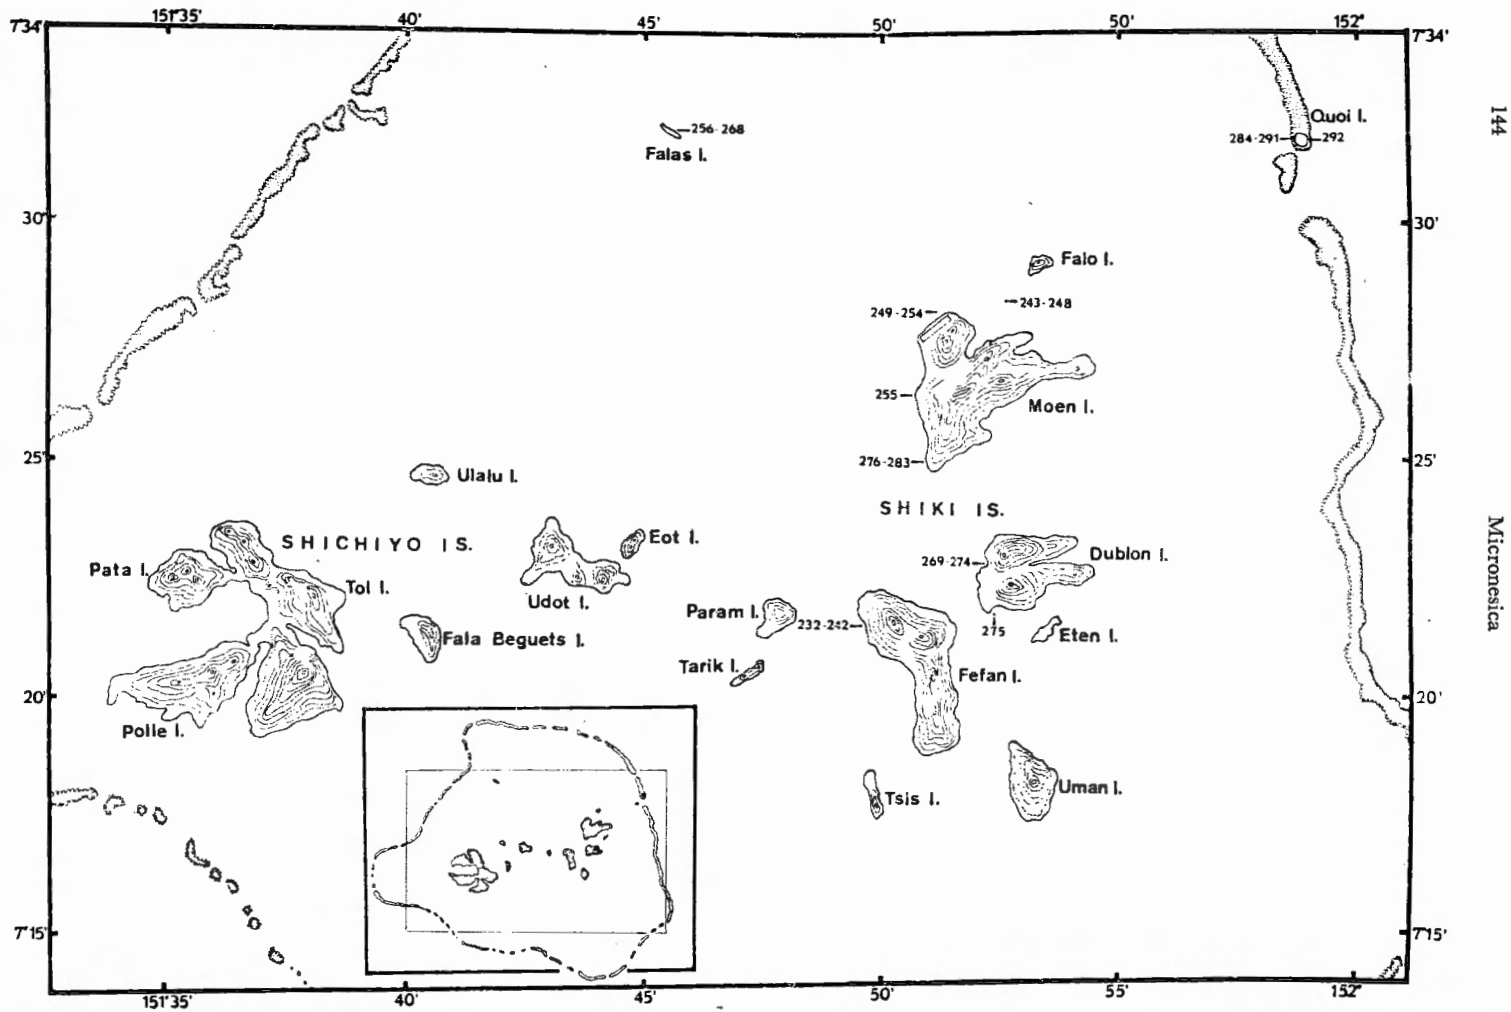 151°35' 40' 45' 50' 50' 152°
7°34' 7°34'
144
Quoi I.
256-268
284-291 292
Falas I.
30' 30'
Falo I.
243-248
249-254
255
Moen I.
25' 276-283 25'
Ulalu I.
SHIKI IS.
Micronesica
SHICHIYO IS.
Eot I.
Dublon I.
269-274
Pata I.
Tol I.
Udot I.
Param I.
232-242
275
Eten I.
Fala Beguets I.
Tarik I.
Fefan I.
20' 20'
Polle I.
Tsis I.
Uman I.
7°15' 7°15'
151°35' 40' 45' 50' 55' 152°